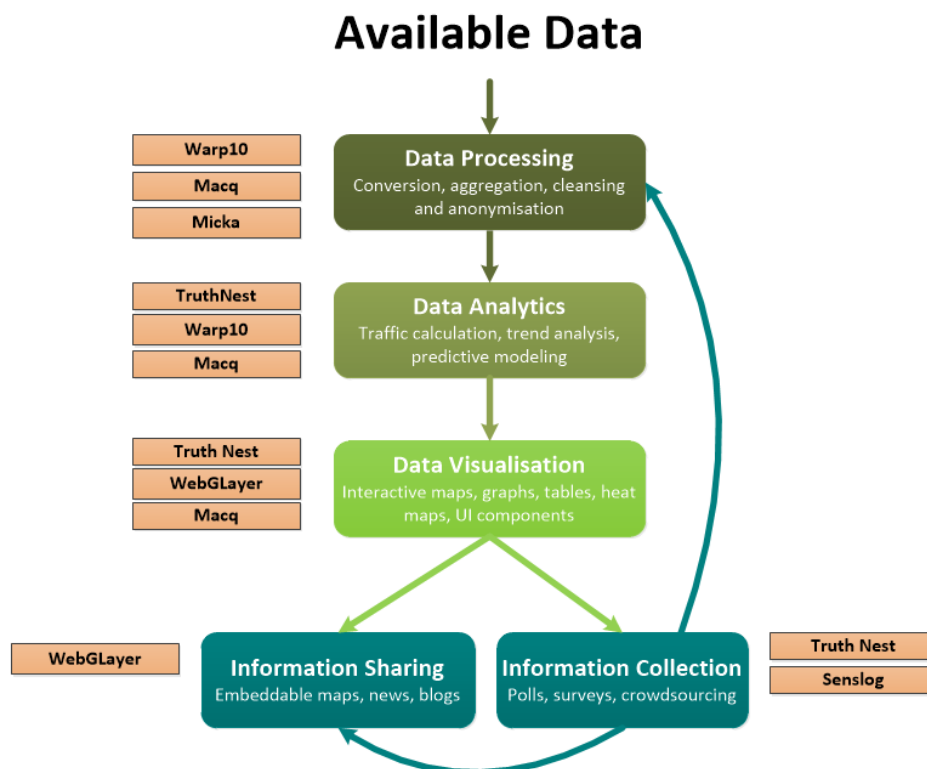 Available Data
Warp10
Macq
Micka
Data Processing
Conversion, aggregation, cleansing
and anonymisation
TruthNest
Warp10
Macq
Data Analytics
Traffic calculation, trend analysis,
predictive modeling
Truth Nest
WebGLayer
Macq
Data Visualisation
Interactive maps, graphs, tables, heat
maps, UI components
WebGLayer
Information Sharing
Embeddable maps, news, blogs
Information Collection
Polls, surveys, crowdsourcing
Truth Nest
Senslog